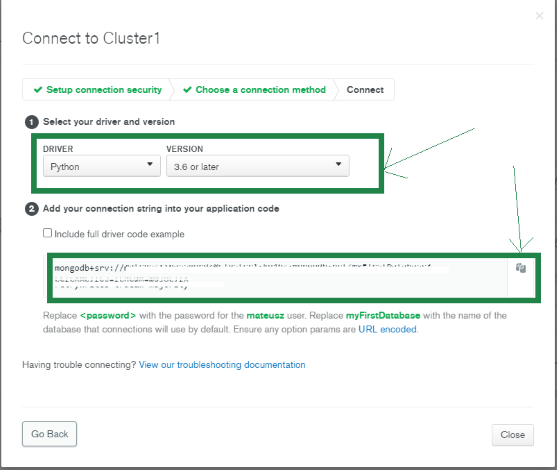 Connect to Cluster1
Setup connection security
Choose a connection method
Connect
1 Select your driver and version
DRIVER
Python
VERSION
3.6 or later
2 Add your connection string into your application code
Include full driver code example
mongodb+srv://
Replace <password> with the password for the mateusz user. Replace myFirstDatabase with the name of the
database that connections will use by default. Ensure any option params are URL encoded.
Having trouble connecting? View our troubleshooting documentation
Go Back
Close